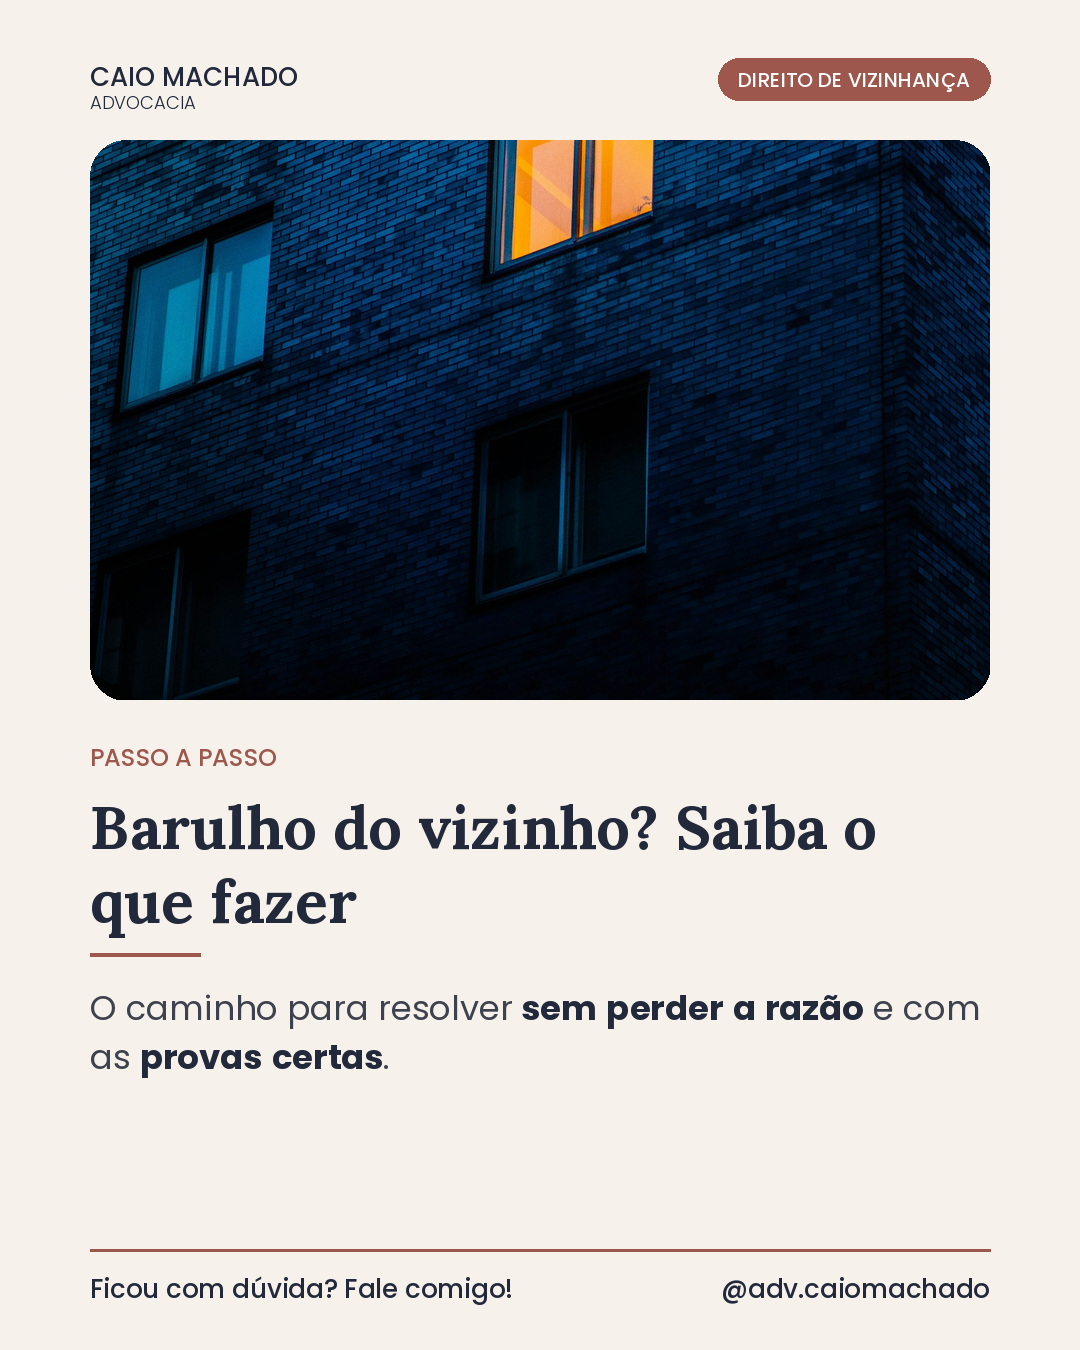 CAIO MACHADO
ADVOCACIA
DIREITO DE VIZINHANÇA
PASSO A PASSO
Barulho do vizinho? Saiba o
que fazer
O caminho para resolver sem perder a razão e com
as provas certas.
Ficou com dúvida? Fale comigo!
@adv.caiomachado